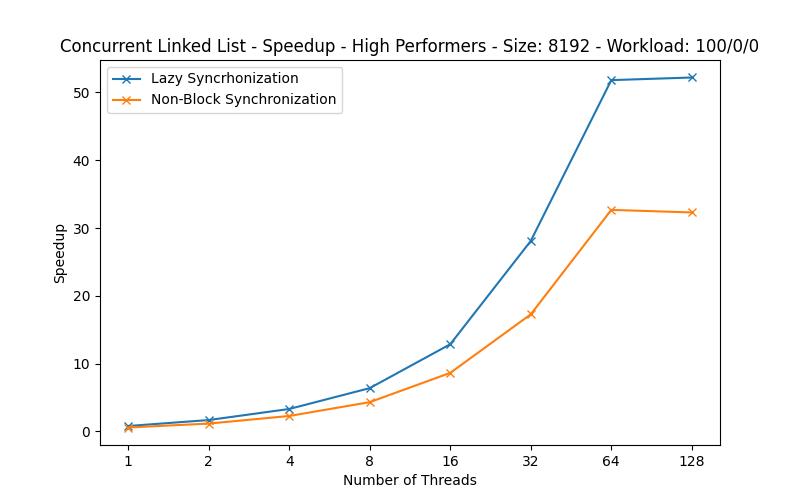 Concurrent Linked List - Speedup - High Performers - Size: 8192 - Workload: 100/0/0
Lazy Syncrhonization
Non-Block Synchronization
Speedup
50
40
30
20
10
0
1 2 4 8 16 32 64 128
Number of Threads